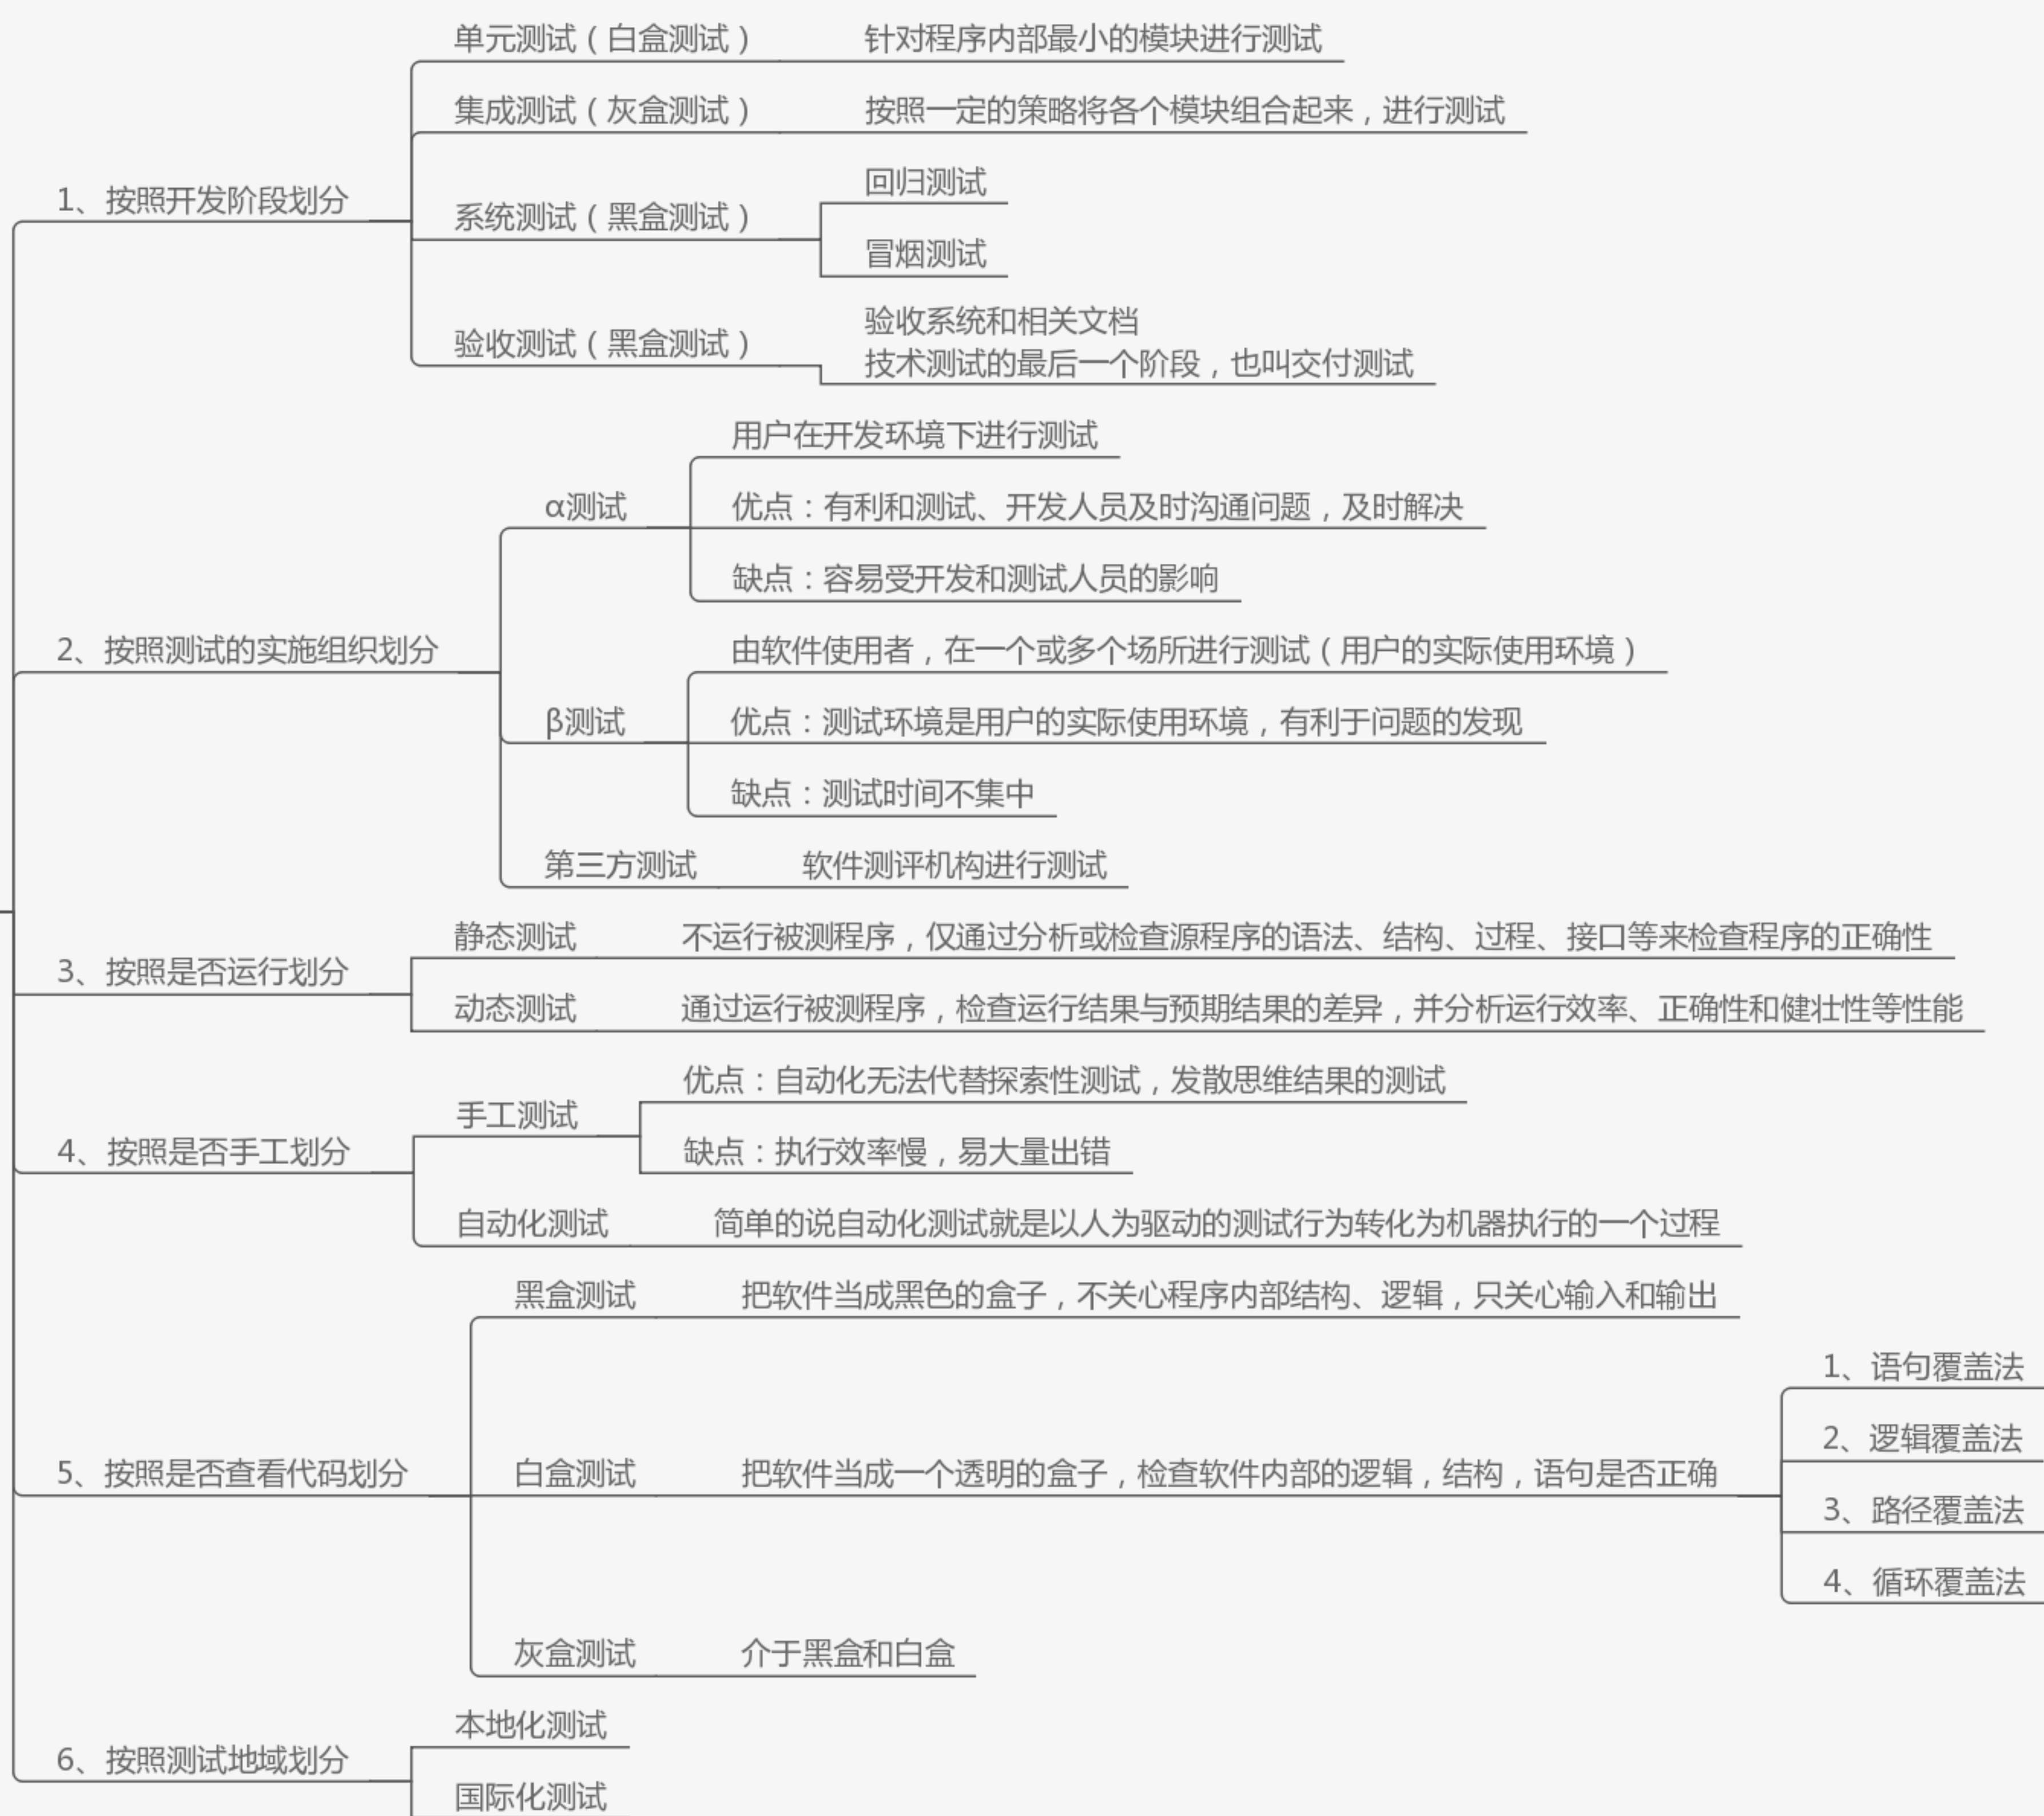 1、按照开发阶段划分
单元测试（白盒测试）
针对程序内部最小的模块进行测试
集成测试（灰盒测试）
按照一定的策略将各个模块组合起来，进行测试
系统测试（黑盒测试）
回归测试
冒烟测试
验收测试（黑盒测试）
验收系统和相关文档
技术测试的最后一个阶段，也叫交付测试
2、按照测试的实施组织划分
α测试
用户在开发环境下进行测试
优点：有利和测试、开发人员及时沟通问题，及时解决
缺点：容易受开发和测试人员的影响
β测试
由软件使用者，在一个或多个场所进行测试（用户的实际使用环境）
优点：测试环境是用户的实际使用环境，有利于问题的发现
缺点：测试时间不集中
第三方测试
软件测评机构进行测试
3、按照是否运行划分
静态测试
不运行被测程序，仅通过分析或检查源程序的语法、结构、过程、接口等来检查程序的正确性
动态测试
通过运行被测程序，检查运行结果与预期结果的差异，并分析运行效率、正确性和健壮性等性能
4、按照是否手工划分
手工测试
优点：自动化无法代替探索性测试，发散思维结果的测试
缺点：执行效率慢，易大量出错
自动化测试
简单的说自动化测试就是以人为驱动的测试行为转化为机器执行的一个过程
5、按照是否查看代码划分
黑盒测试
把软件当成黑色的盒子，不关心程序内部结构、逻辑，只关心输入和输出
白盒测试
把软件当成一个透明的盒子，检查软件内部的逻辑，结构，语句是否正确
1、语句覆盖法
2、逻辑覆盖法
3、路径覆盖法
4、循环覆盖法
灰盒测试
介于黑盒和白盒
6、按照测试地域划分
本地化测试
国际化测试